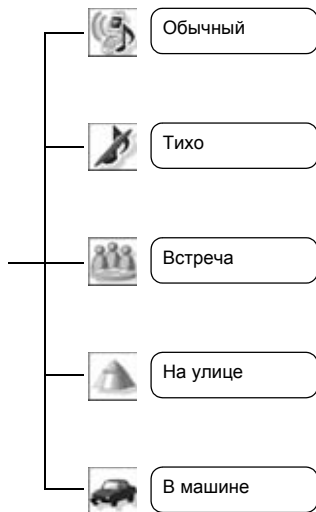 Обычный
Тихо
Встреча
На улице
В машине